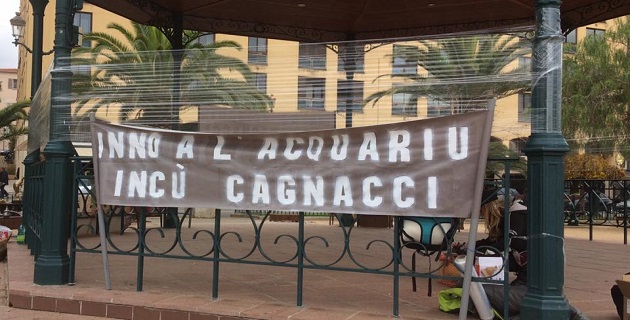 INNO A L' ACQUARIU
INCÙ CAGNACCI